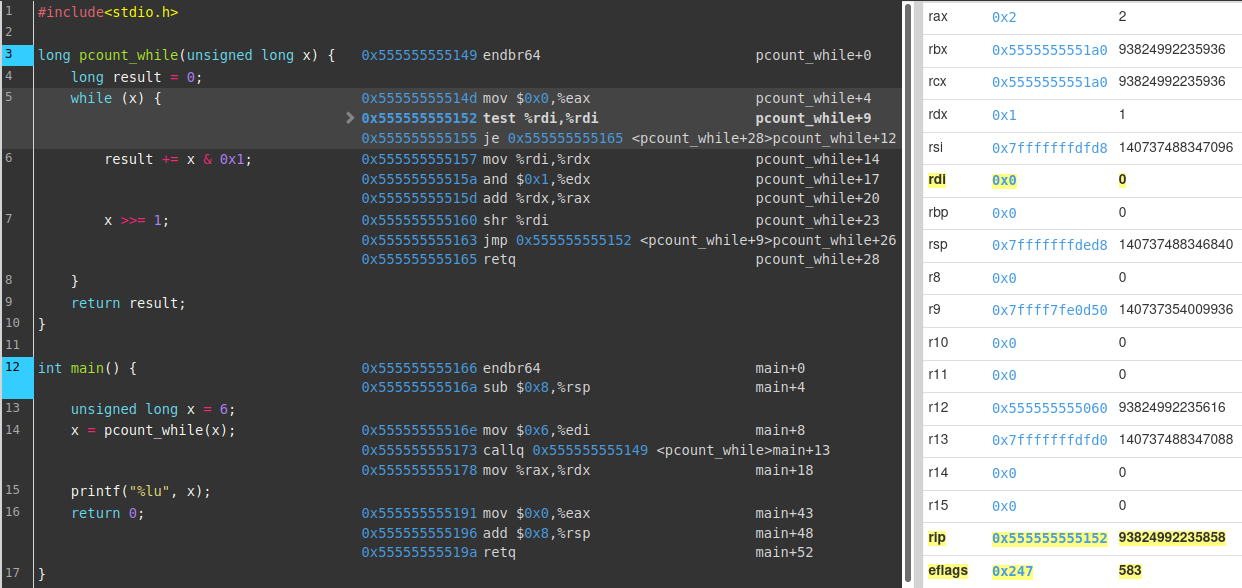 1 #include<stdio.h>
2
3 long pcount_while(unsigned long x) { 0x555555555149 endbr64 pcount_while+0
4 long result = 0;
5 while (x) { 0x55555555514d mov $0x0,%eax pcount_while+4
0x555555555152 test %rdi,%rdi pcount_while+9
0x555555555155 je 0x555555555165 <pcount_while+28>pcount_while+12
6 result += x & 0x1; 0x555555555157 mov %rdi,%rdx pcount_while+14
0x55555555515a and $0x1,%edx pcount_while+17
0x55555555515d add %rdx,%rax pcount_while+20
7 x >>= 1; 0x555555555160 shr %rdi pcount_while+23
0x555555555163 jmp 0x555555555152 <pcount_while+9>pcount_while+26
0x555555555165 retq pcount_while+28
8 }
9 return result;
10 }
11
12 int main() { 0x555555555166 endbr64 main+0
0x55555555516a sub $0x8,%rsp main+4
13 unsigned long x = 6;
14 x = pcount_while(x); 0x55555555516e mov $0x6,%edi main+8
0x555555555173 callq 0x555555555149 <pcount_while>main+13
0x555555555178 mov %rax,%rdx main+18
15 printf("%lu", x);
16 return 0; 0x555555555191 mov $0x0,%eax main+43
0x555555555196 add $0x8,%rsp main+48
0x55555555519a retq main+52
17 }
rax 0x2 2
rbx 0x5555555551a0 93824992235936
rcx 0x5555555551a0 93824992235936
rdx 0x1 1
rsi 0x7fffffffdfd8 140737488347096
rdi 0x0 0
rbp 0x0 0
rsp 0x7fffffffded8 140737488346840
r8 0x0 0
r9 0x7ffff7fe0d50 140737354009936
r10 0x0 0
r11 0x0 0
r12 0x555555555060 93824992235616
r13 0x7fffffffdfd0 140737488347088
r14 0x0 0
r15 0x0 0
rip 0x555555555152 93824992235858
eflags 0x247 583